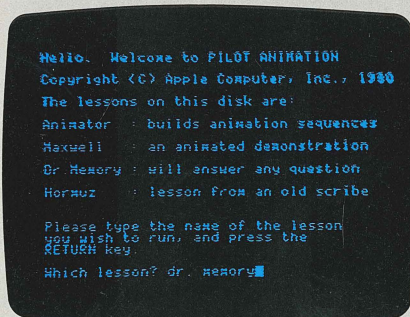 Hello. Welcome to PILOT ANIMATION
Copyright (C) Apple Computer, Inc., 1980
The lessons on this disk are:
Animator : builds animation sequences
Maxwell : an animated demonstration
Dr Memory : will answer any question
Hormuz : lesson from an old scribe
Please type the name of the lesson
you wish to run, and press the
RETURN key.
Which lesson? dr. memory